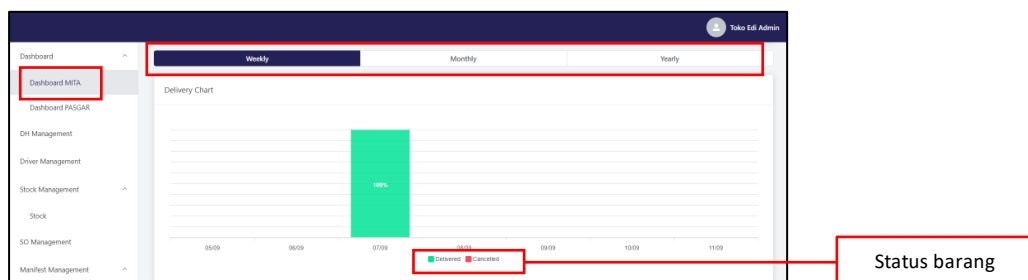 Toko Edi Admin
Dashboard
Dashboard MITA
Dashboard PASGAR
DH Management
Driver Management
Stock Management
Stock
SO Management
Manifest Management
Weekly
Monthly
Yearly
Delivery Chart
100%
05/09
06/09
07/09
08/09
09/09
10/09
11/09
Delivered
Cancelled
Status barang